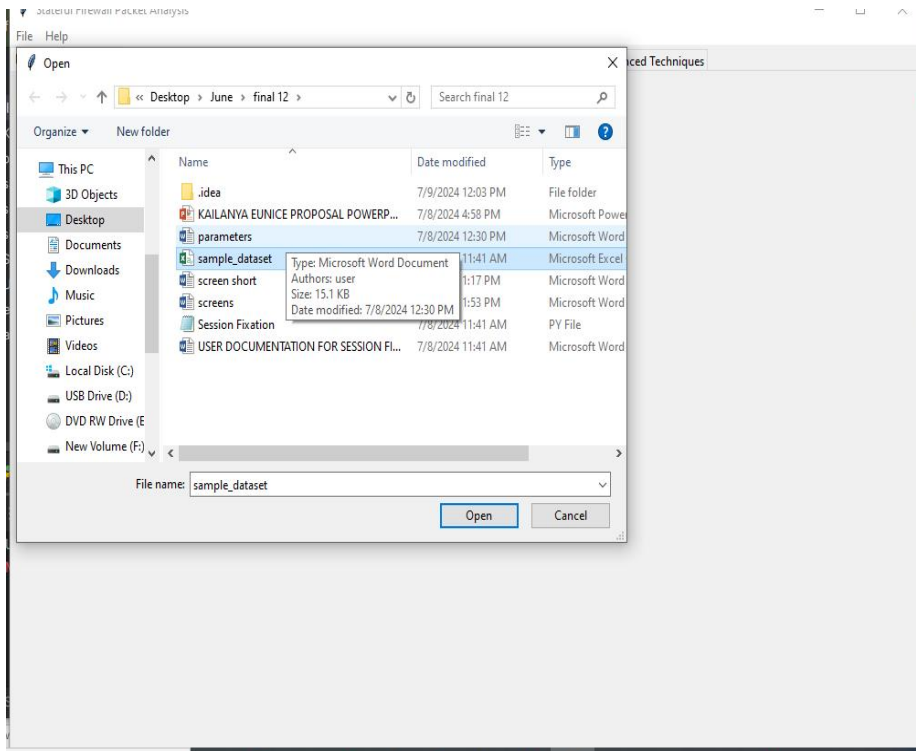 Stateful Firewall Packet Analysis
File Help
Open
nced Techniques
« Desktop > June > final 12 >
Search final 12
Organize
New folder
Name Date modified Type
This PC
3D Objects
Desktop
Documents
Downloads
Music
Pictures
Videos
Local Disk (C:)
USB Drive (D:)
DVD RW Drive (E
New Volume (F:)
.idea 7/9/2024 12:03 PM File folder
KAILANYA EUNICE PROPOSAL POWERP... 7/8/2024 4:58 PM Microsoft Power
parameters 7/8/2024 12:30 PM Microsoft Word
sample_dataset 11:41 AM Microsoft Excel
screen short 1:17 PM Microsoft Word
screens 1:53 PM Microsoft Word
Session Fixation 7/8/2024 11:41 AM PY File
USER DOCUMENTATION FOR SESSION FI... 7/8/2024 11:41 AM Microsoft Word
Type: Microsoft Word Document
Authors: user
Size: 15.1 KB
Date modified: 7/8/2024 12:30 PM
File name: sample_dataset
Open Cancel